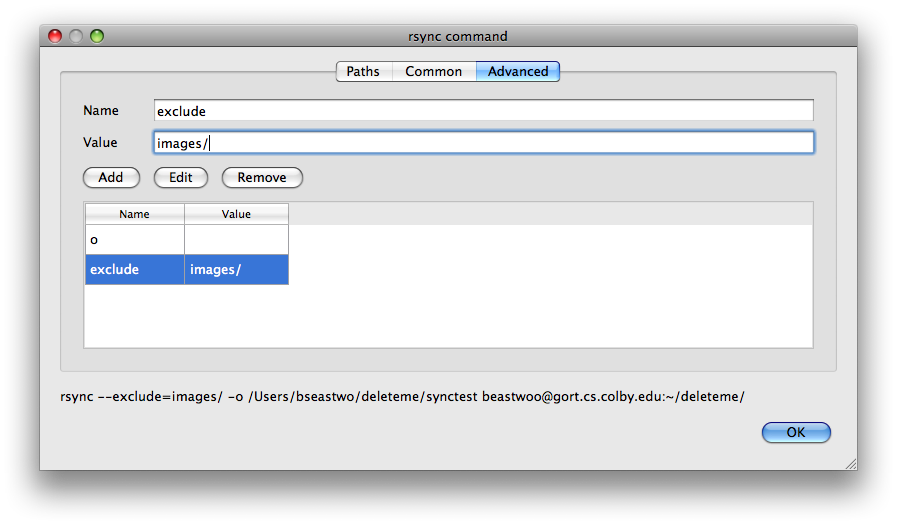 rsync command
Paths Common Advanced
Name exclude
Value images/
Add Edit Remove
Name Value
o
exclude images/
rsync --exclude=images/ -o /Users/bseastwo/deleteme/synctest beastwoo@gort.cs.colby.edu:~/deleteme/
OK